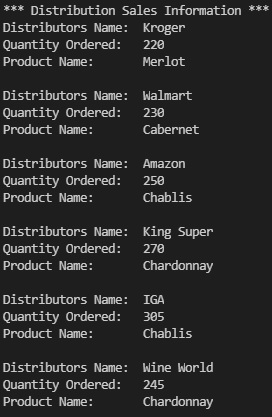 *** Distribution Sales Information ***
Distributors Name: Kroger
Quantity Ordered: 220
Product Name: Merlot

Distributors Name: Walmart
Quantity Ordered: 230
Product Name: Cabernet

Distributors Name: Amazon
Quantity Ordered: 250
Product Name: Chablis

Distributors Name: King Super
Quantity Ordered: 270
Product Name: Chardonnay

Distributors Name: IGA
Quantity Ordered: 305
Product Name: Chablis

Distributors Name: Wine World
Quantity Ordered: 245
Product Name: Chardonnay